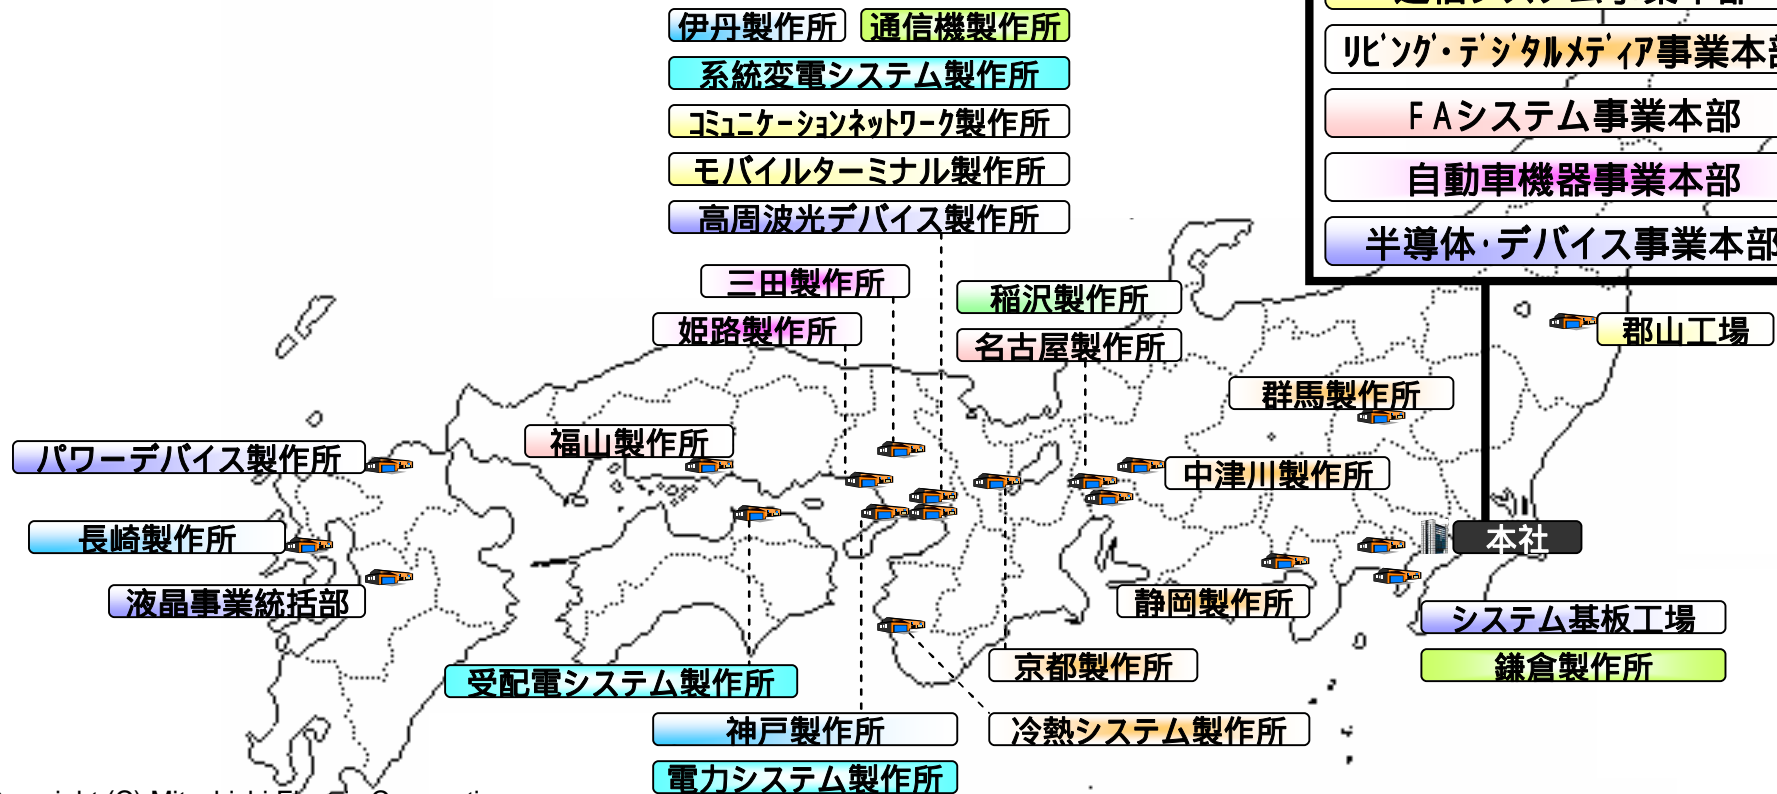 通信システム事業本部
伊丹製作所
通信機製作所
リビング・デジタルメディア事業本部
系統変電システム製作所
コミュニケーションネットワーク製作所
FAシステム事業本部
モバイルターミナル製作所
自動車機器事業本部
高周波光デバイス製作所
半導体・デバイス事業本部
三田製作所
稲沢製作所
姫路製作所
名古屋製作所
郡山工場
群馬製作所
福山製作所
パワーデバイス製作所
中津川製作所
長崎製作所
本社
液晶事業統括部
静岡製作所
システム基板工場
京都製作所
鎌倉製作所
受配電システム製作所
神戸製作所
冷熱システム製作所
電力システム製作所